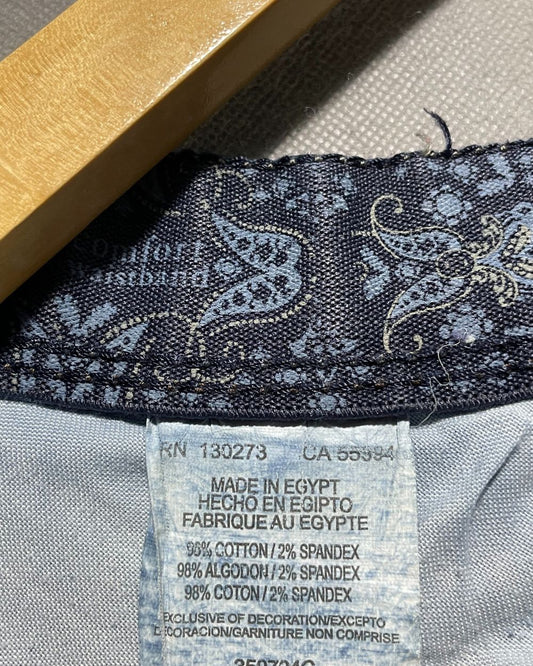 Comfort
Waistband
RN 130273 CA 55994
MADE IN EGYPT
HECHO EN EGIPTO
FABRIQUE AU EGYPTE
98% COTTON / 2% SPANDEX
98% ALGODON / 2% SPANDEX
98% COTON / 2% SPANDEX
EXCLUSIVE OF DECORATION/EXCEPTO
DECORACION/GARNITURE NON COMPRISE